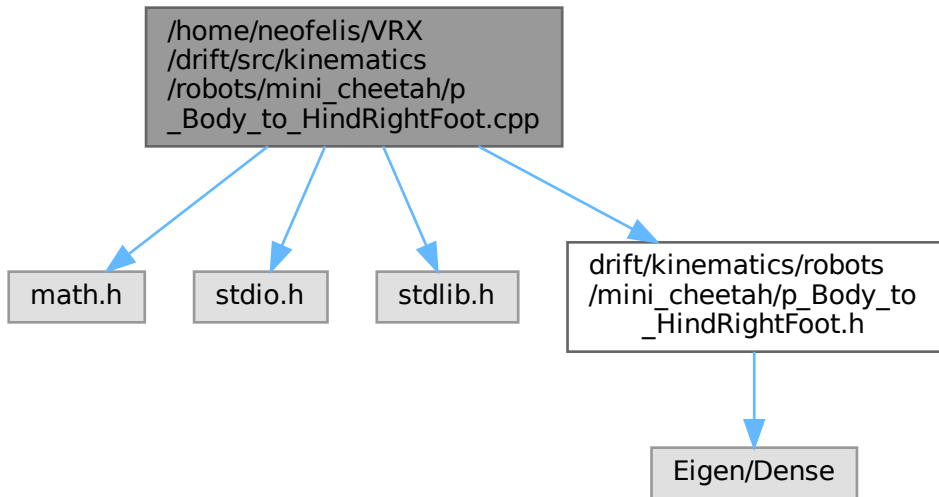 /home/neofelis/VRX
/drift/src/kinematics
/robots/mini_cheetah/p
_Body_to_HindRightFoot.cpp
math.h
stdio.h
stdlib.h
drift/kinematics/robots
/mini_cheetah/p_Body_to
_HindRightFoot.h
Eigen/Dense